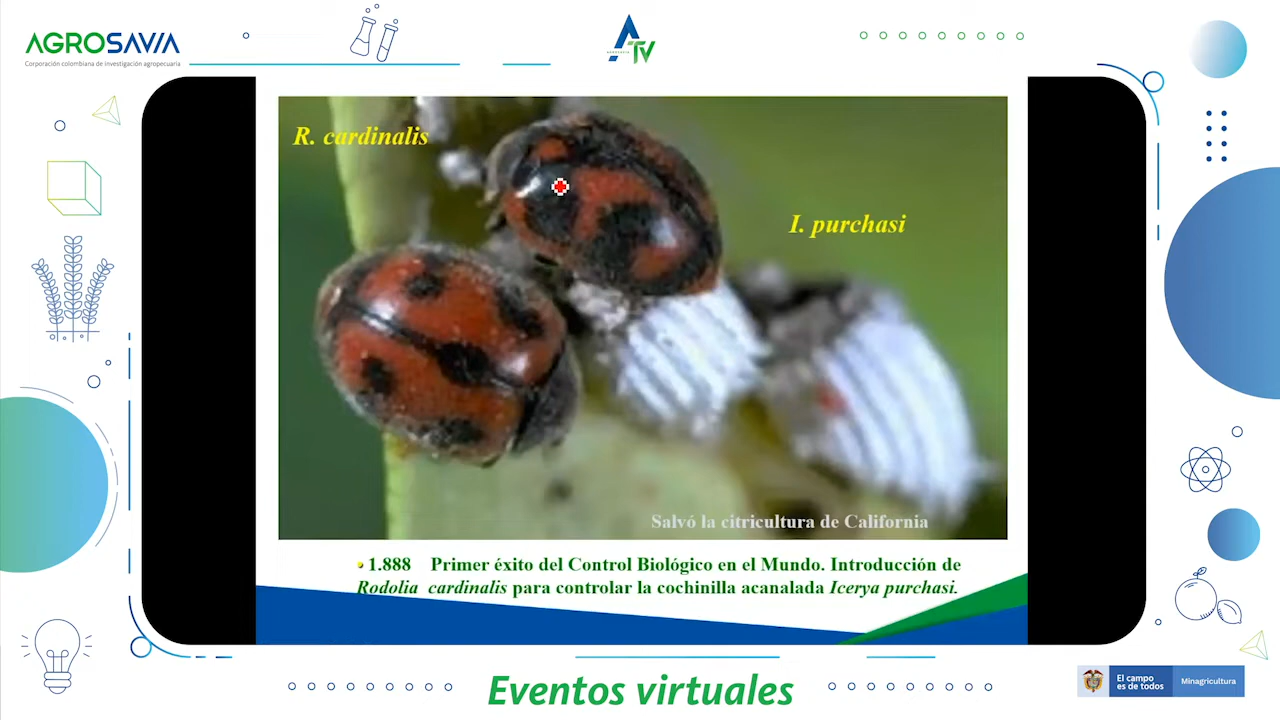 AGROSAVIA
Corporación colombiana de investigación agropecuaria
ATV
R. cardinalis
I. purchasi
Salvó la citricultura de California
• 1.888 Primer éxito del Control Biológico en el Mundo. Introducción de
Rodolia cardinalis para controlar la cochinilla acanalada Icerya purchasi.
Eventos virtuales
El campo
es de todos
Minagricultura